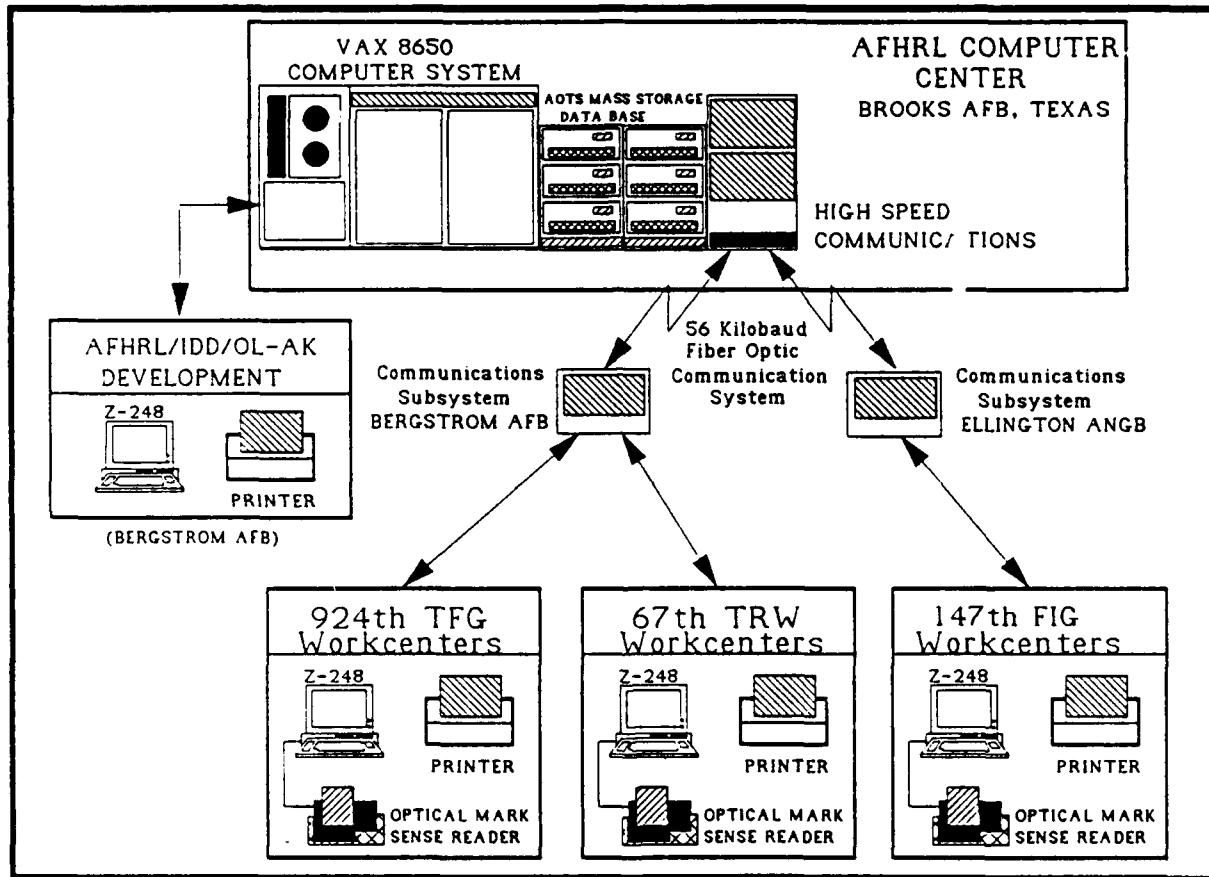 VAX 8650
COMPUTER SYSTEM
AOTS MASS STORAGE
DATA BASE
AFHRL COMPUTER
CENTER
BROOKS AFB, TEXAS
HIGH SPEED
COMMUNIC/ TIONS
AFHRL/IDD/OL-AK
DEVELOPMENT
Z-248
PRINTER
(BERGSTROM AFB)
Communications
Subsystem
BERGSTROM AFB
56 Kilobaud
Fiber Optic
Communication
System
Communications
Subsystem
ELLINGTON ANGB
924th TFG
Workcenters
Z-248
PRINTER
OPTICAL MARK
SENSE READER
67th TRW
Workcenters
Z-248
PRINTER
OPTICAL MARK
SENSE READER
147th FIG
Workcenters
Z-248
PRINTER
OPTICAL MARK
SENSE READER